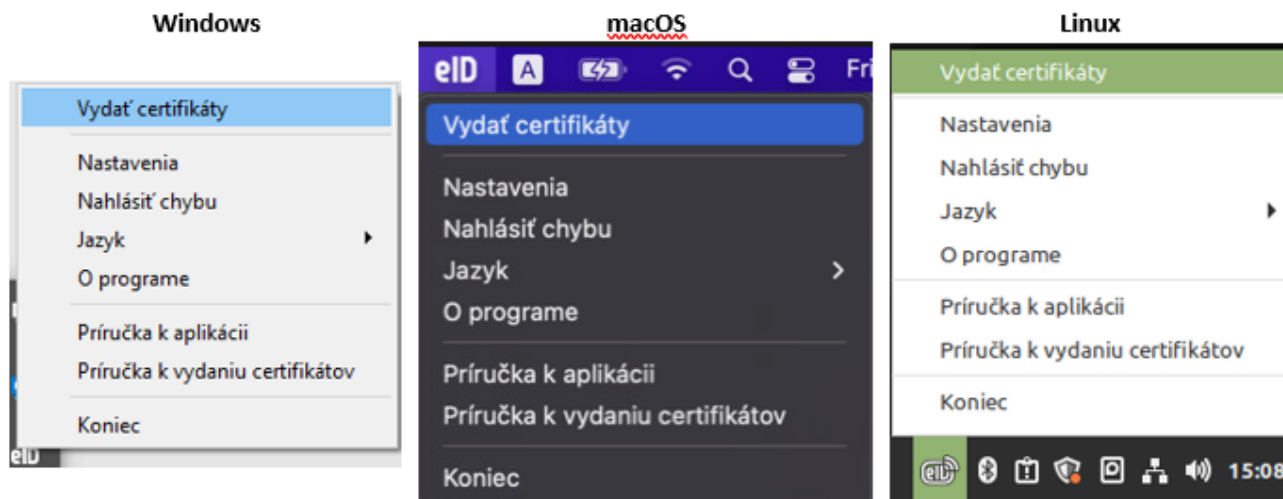 Windows
Vydať certifikáty
Nastavenia
Nahlásiť chybu
Jazyk
O programe
Príručka k aplikácii
Príručka k vydaniu certifikátov
Koniec
eID
macOS
eID A Fri
Vydať certifikáty
Nastavenia
Nahlásiť chybu
Jazyk
O programe
Príručka k aplikácii
Príručka k vydaniu certifikátov
Koniec
Linux
Vydať certifikáty
Nastavenia
Nahlásiť chybu
Jazyk
O programe
Príručka k aplikácii
Príručka k vydaniu certifikátov
Koniec
eID 15:08